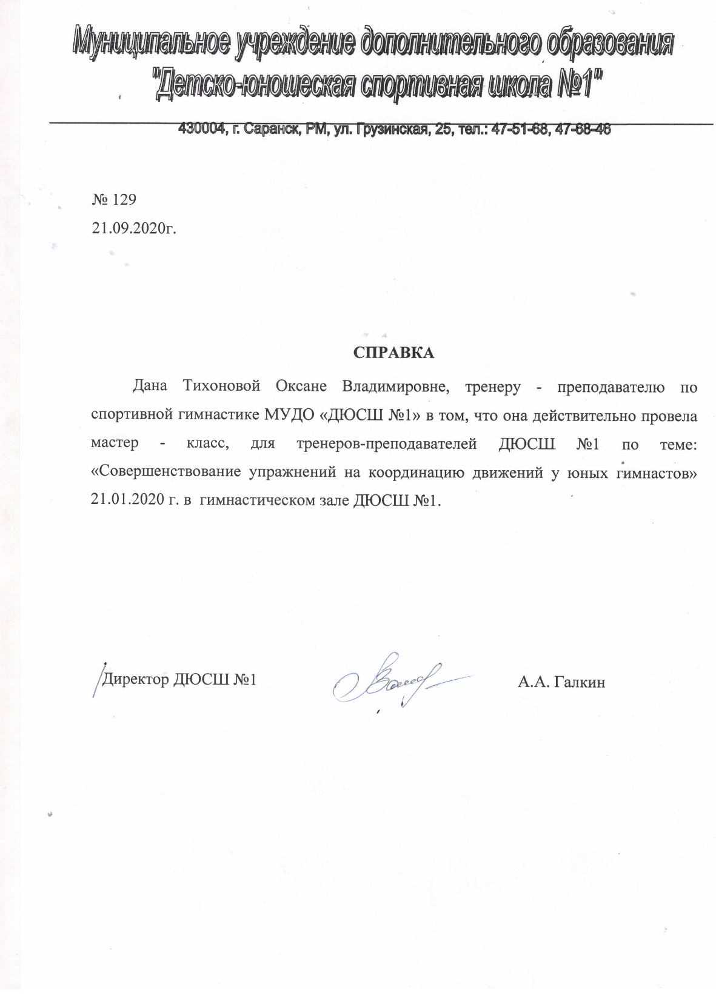 Муниципальное учреждение дополнительного образования
"Детско-юношеская спортивная школа №1"
430004, г. Саранск, РМ, ул. Грузинская, 25, тел.: 47-51-68, 47-68-46
№ 129
21.09.2020г.
СПРАВКА
Дана Тихоновой Оксане Владимировне, тренеру - преподавателю по
спортивной гимнастике МУДО «ДЮСШ №1» в том, что она действительно провела
мастер - класс, для тренеров-преподавателей ДЮСШ №1 по теме:
«Совершенствование упражнений на координацию движений у юных гимнастов»
21.01.2020 г. в гимнастическом зале ДЮСШ №1.
Директор ДЮСШ №1 А.А. Галкин